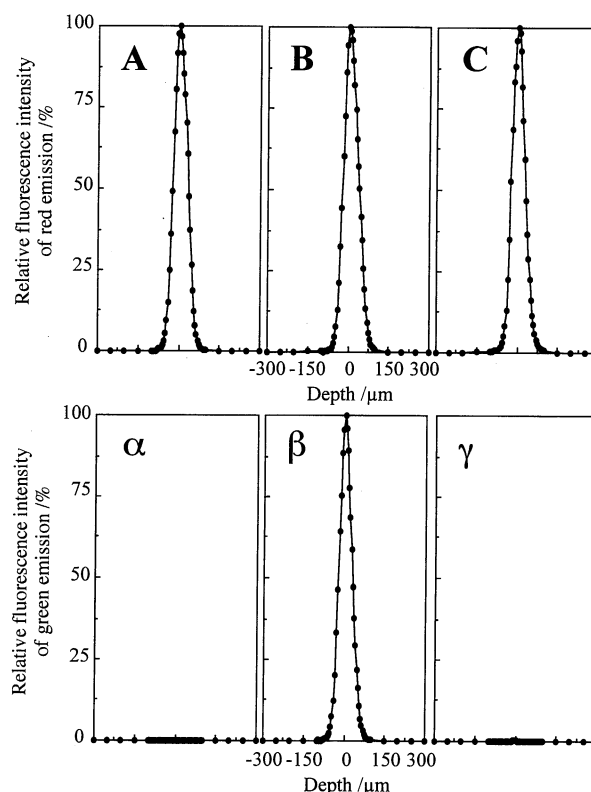 Relative fluorescence intensity
of red emission /%
100
75
50
25
0
A
B
C
-300 -150 0 150 300
Depth /µm
Relative fluorescence intensity
of green emission /%
100
75
50
25
0
α
β
γ
-300 -150 0 150 300
Depth /µm